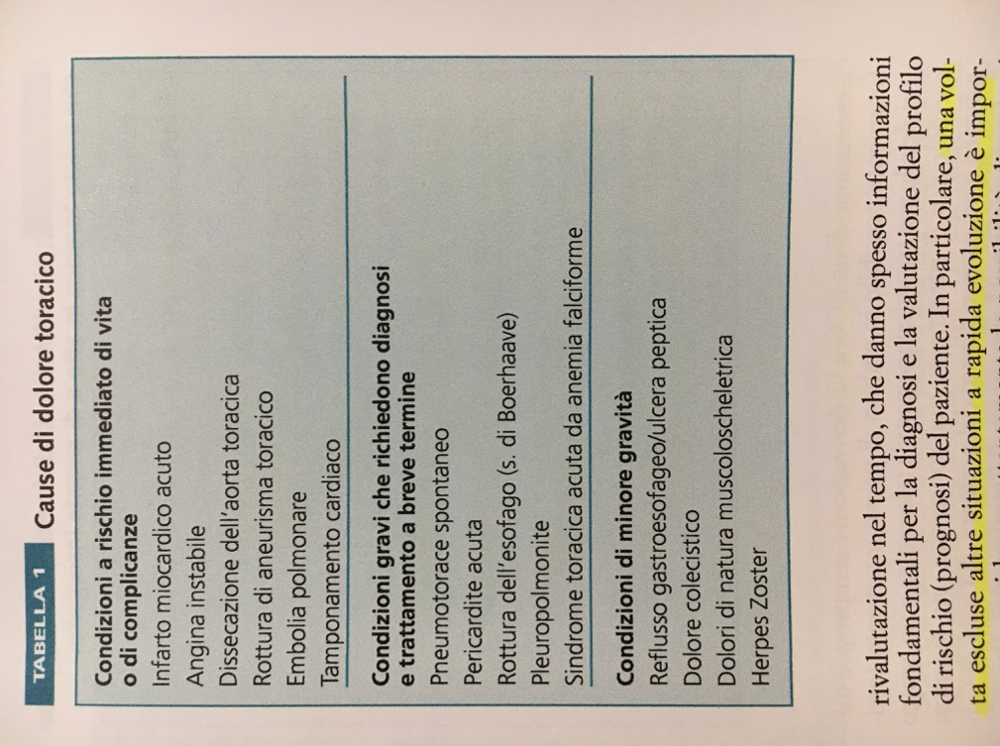 TABELLA 1 Cause di dolore toracico
Condizioni a rischio immediato di vita
o di complicanze
Infarto miocardico acuto
Angina instabile
Dissecazione dell'aorta toracica
Rottura di aneurisma toracico
Embolia polmonare
Tamponamento cardiaco
Condizioni gravi che richiedono diagnosi
e trattamento a breve termine
Pneumotorace spontaneo
Pericardite acuta
Rottura dell'esofago (s. di Boerhaave)
Pleuropolmonite
Sindrome toracica acuta da anemia falciforme
Condizioni di minore gravità
Reflusso gastroesofageo/ulcera peptica
Dolore colecistico
Dolori di natura muscoloscheletrica
Herpes Zoster
rivalutazione nel tempo, che danno spesso informazioni
fondamentali per la diagnosi e la valutazione del profilo
di rischio (prognosi) del paziente. In particolare, una vol-
ta escluse altre situazioni a rapida evoluzione è impor-